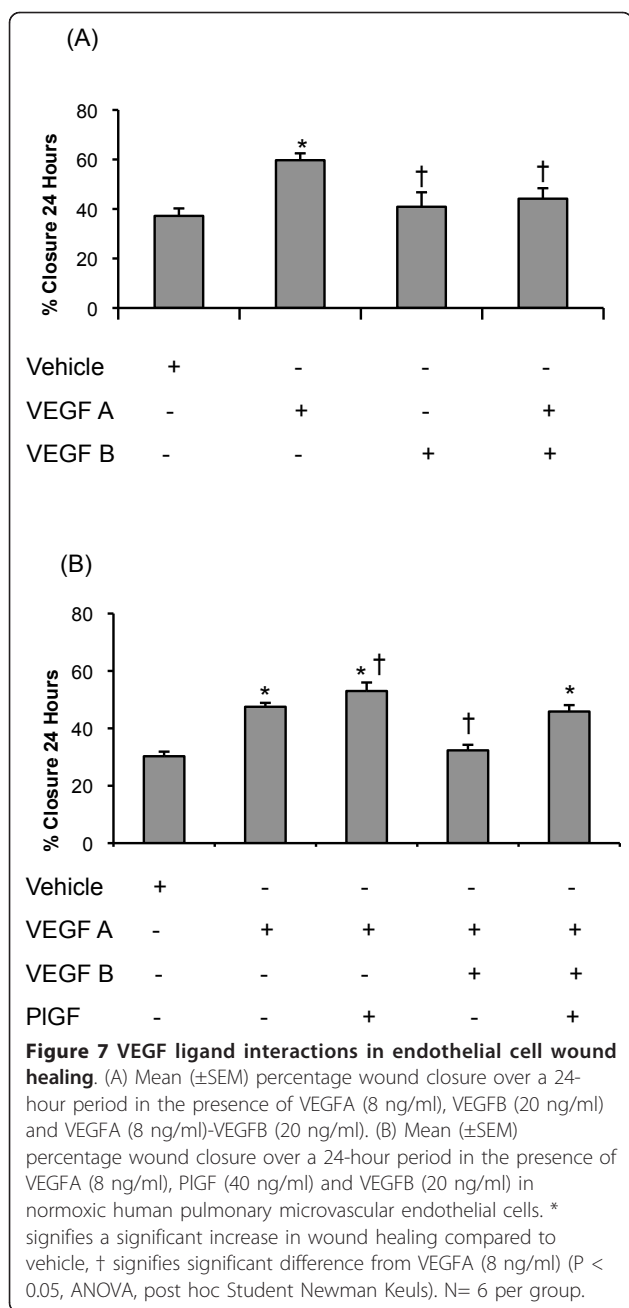 (A)
80
60
40
20
0
% Closure 24 Hours
*
†
†
Vehicle + - - -
VEGF A - + - +
VEGF B - - + +
(B)
80
60
40
20
0
% Closure 24 Hours
*
* †
†
*
Vehicle + - - - -
VEGF A - + + + +
VEGF B - - - + +
PlGF - - + - +
Figure 7 VEGF ligand interactions in endothelial cell wound
healing. (A) Mean (±SEM) percentage wound closure over a 24-
hour period in the presence of VEGFA (8 ng/ml), VEGFB (20 ng/ml)
and VEGFA (8 ng/ml)-VEGFB (20 ng/ml). (B) Mean (±SEM)
percentage wound closure over a 24-hour period in the presence of
VEGFA (8 ng/ml), PlGF (40 ng/ml) and VEGFB (20 ng/ml) in
normoxic human pulmonary microvascular endothelial cells. *
signifies a significant increase in wound healing compared to
vehicle, † signifies significant difference from VEGFA (8 ng/ml) (P <
0.05, ANOVA, post hoc Student Newman Keuls). N= 6 per group.